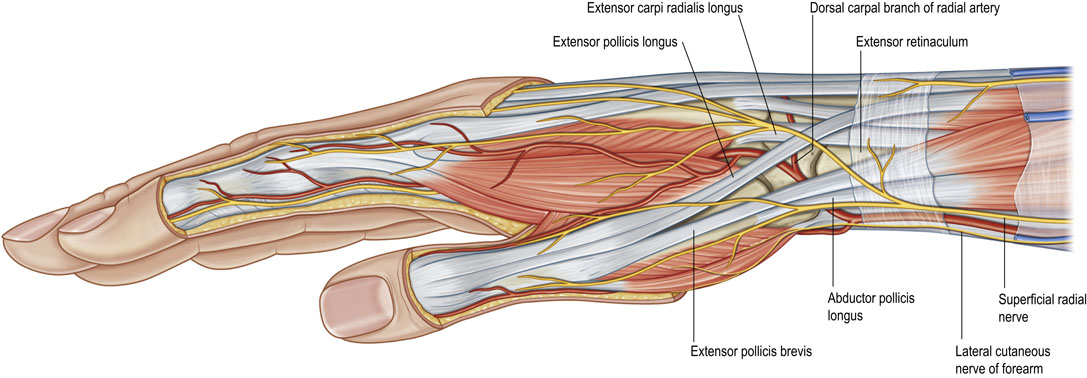 Extensor carpi radialis longus
Dorsal carpal branch of radial artery
Extensor pollicis longus
Extensor retinaculum
Abductor pollicis
longus
Superficial radial
nerve
Extensor pollicis brevis
Lateral cutaneous
nerve of forearm